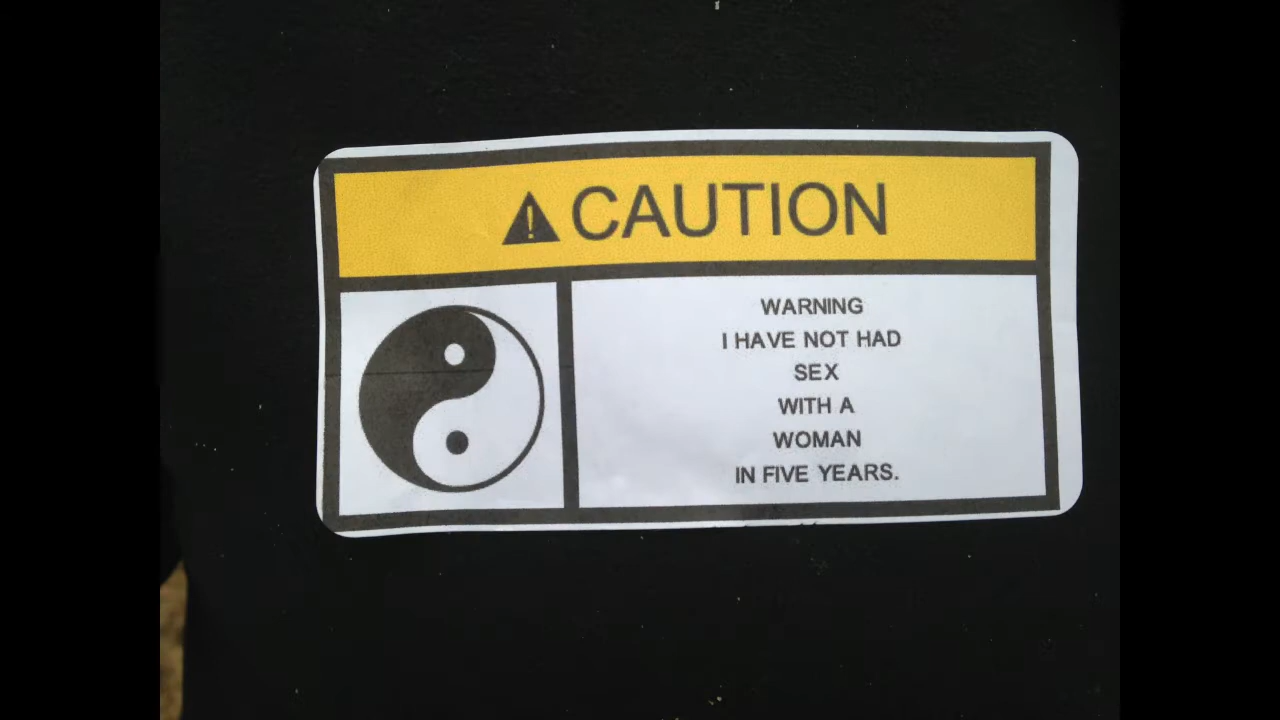 CAUTION
WARNING
I HAVE NOT HAD
SEX
WITH A
WOMAN
IN FIVE YEARS.